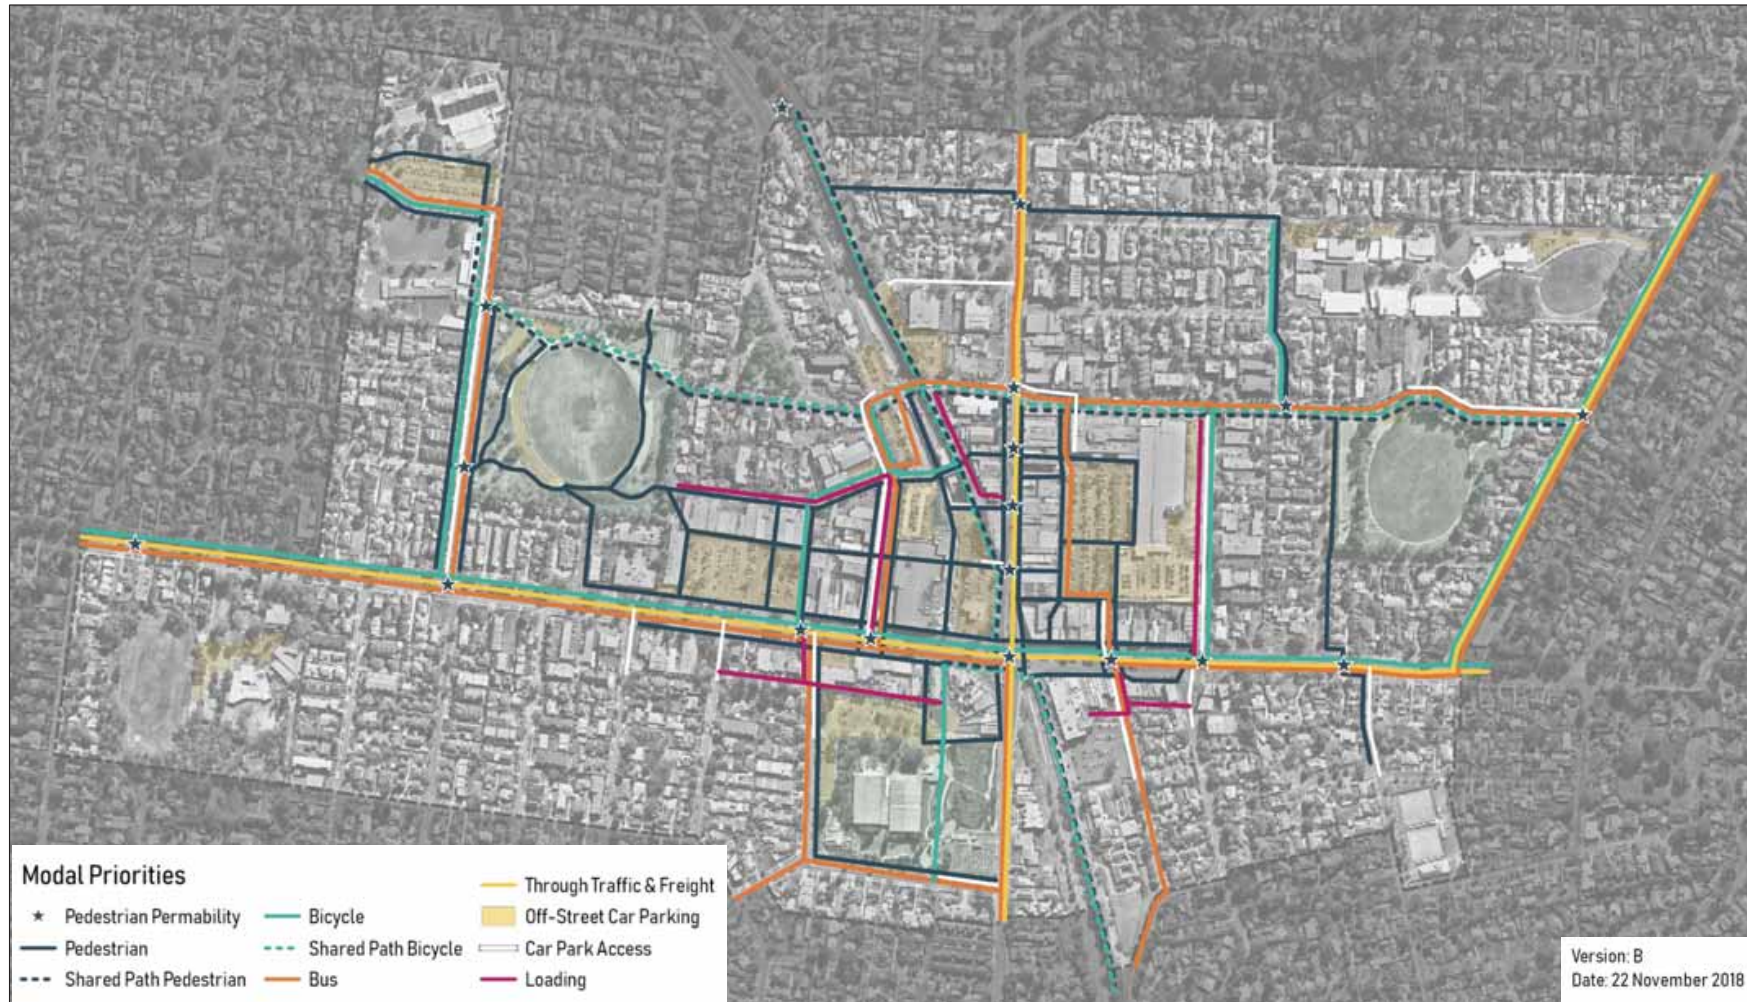 Modal Priorities
Pedestrian Permability
Pedestrian
Shared Path Pedestrian
Bicycle
Shared Path Bicycle
Bus
Through Traffic & Freight
Off-Street Car Parking
Car Park Access
Loading
Version: B
Date: 22 November 2018